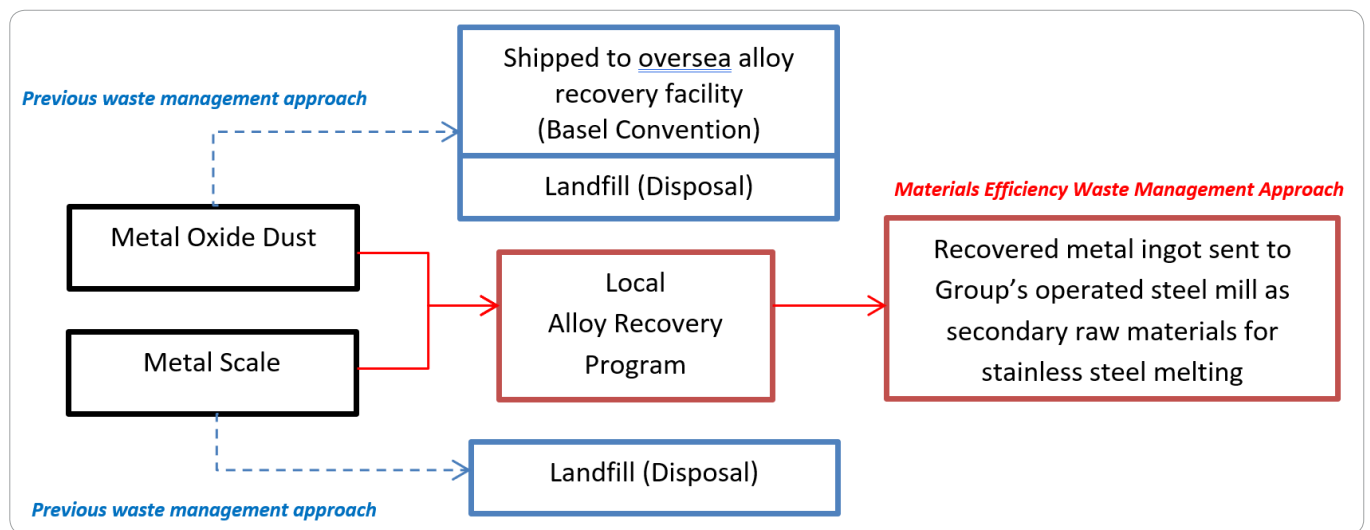 Previous waste management approach
Shipped to oversea alloy
recovery facility
(Basel Convention)
Landfill (Disposal)
Materials Efficiency Waste Management Approach
Metal Oxide Dust
Local
Alloy Recovery
Program
Recovered metal ingot sent to
Group’s operated steel mill as
secondary raw materials for
stainless steel melting
Metal Scale
Landfill (Disposal)
Previous waste management approach